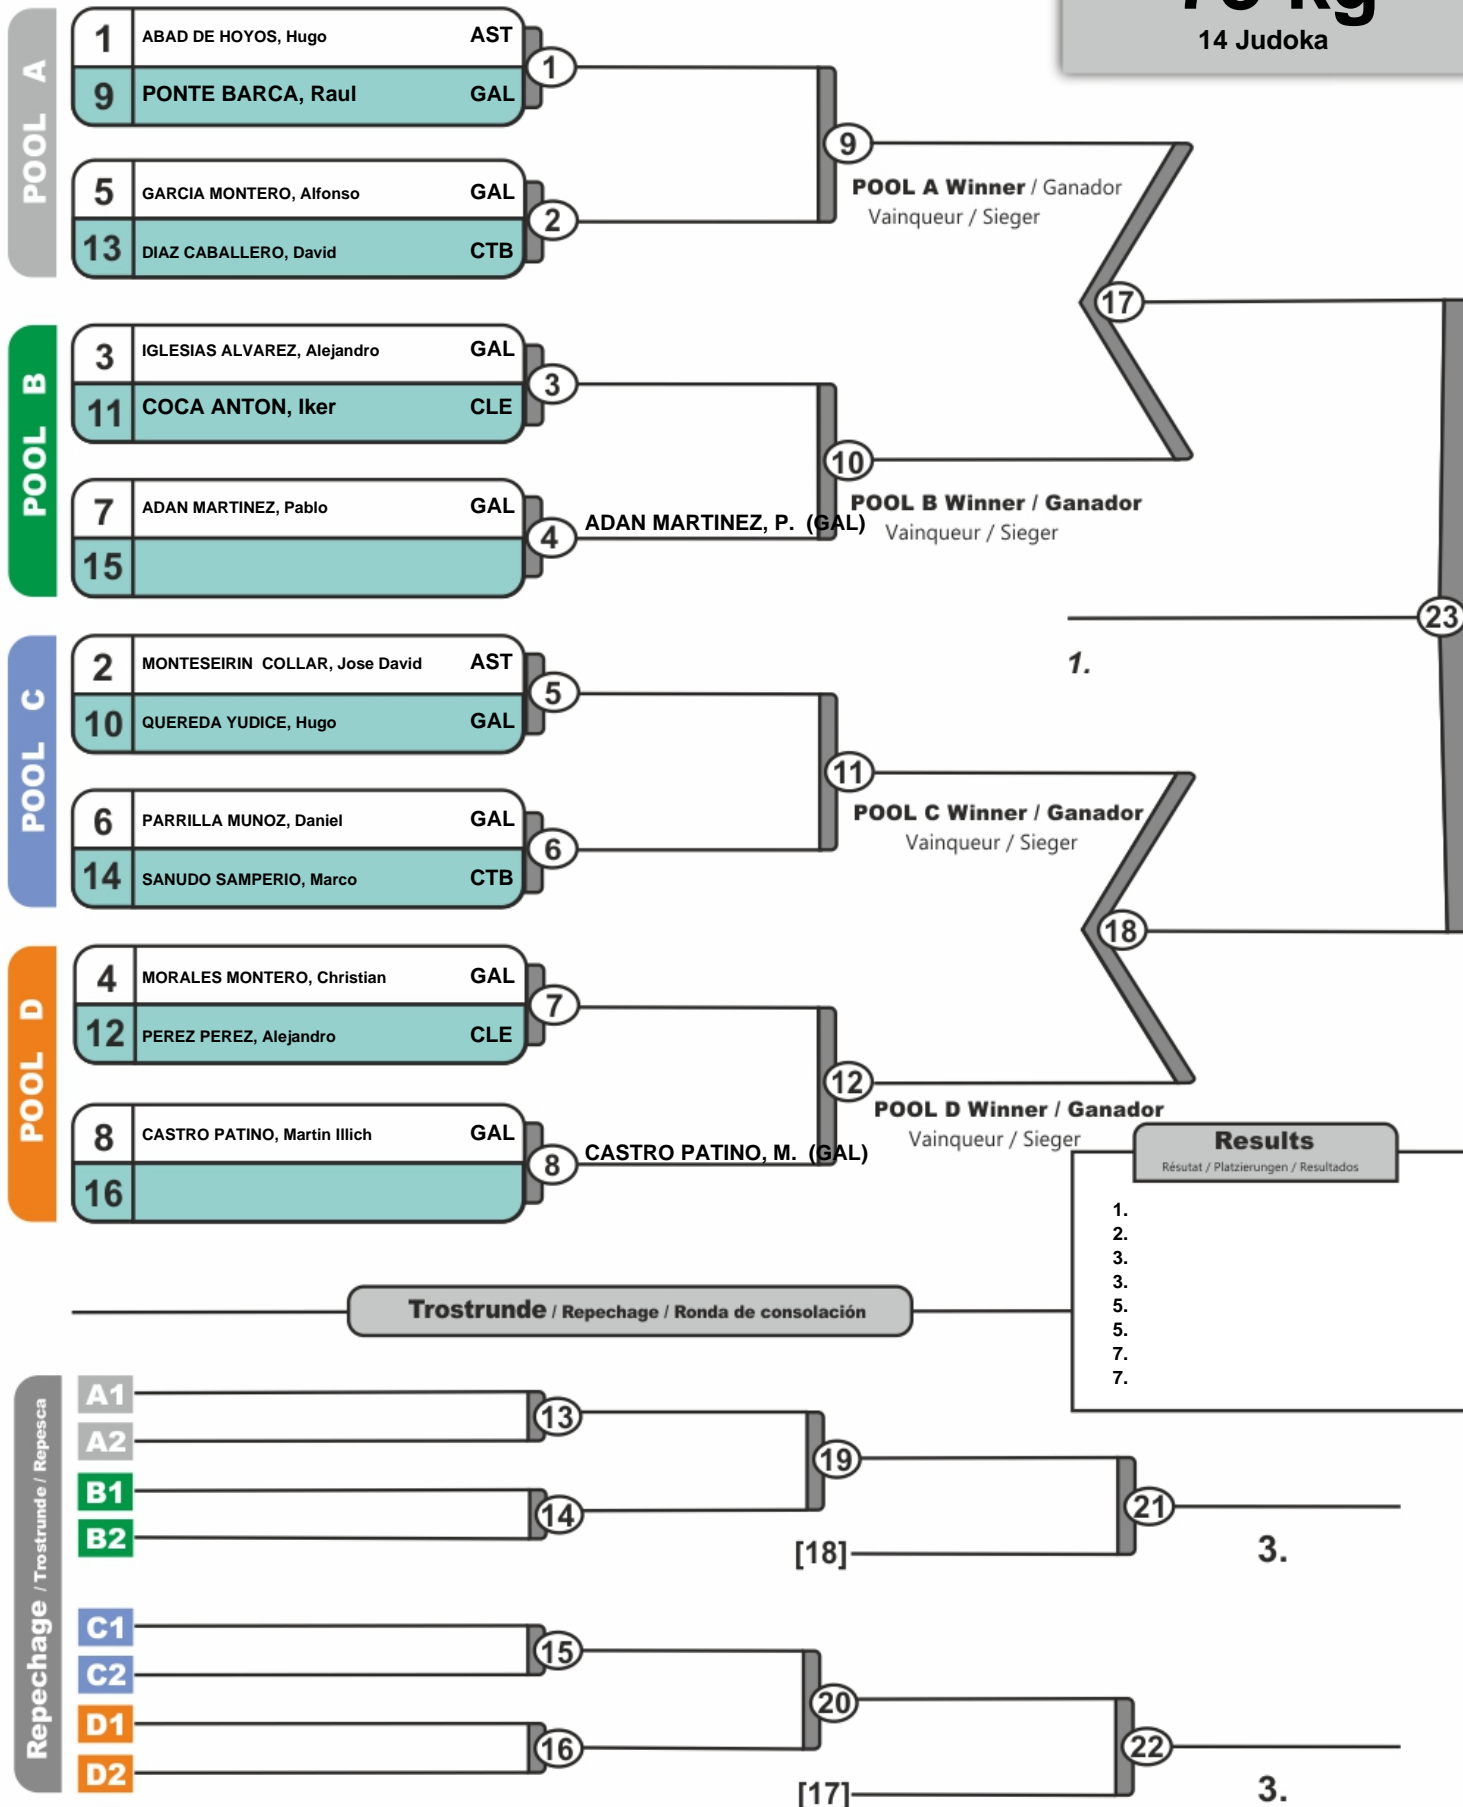 14 Judoka
POOL A
1 ABAD DE HOYOS, Hugo AST
1
9 PONTE BARCA, Raul GAL
9
POOL A Winner / Ganador
Vainqueur / Sieger
5 GARCIA MONTERO, Alfonso GAL
2
13 DIAZ CABALLERO, David CTB
17
POOL B
3 IGLESIAS ALVAREZ, Alejandro GAL
3
11 COCA ANTON, Iker CLE
10
POOL B Winner / Ganador
Vainqueur / Sieger
7 ADAN MARTINEZ, Pablo GAL
4 ADAN MARTINEZ, P. (GAL)
15
23
1.
POOL C
2 MONTESEIRIN COLLAR, Jose David AST
5
10 QUEREDA YUDICE, Hugo GAL
11
POOL C Winner / Ganador
Vainqueur / Sieger
6 PARRILLA MUNOZ, Daniel GAL
6
14 SANUDO SAMPERIO, Marco CTB
18
POOL D
4 MORALES MONTERO, Christian GAL
7
12 PEREZ PEREZ, Alejandro CLE
12
POOL D Winner / Ganador
Vainqueur / Sieger
8 CASTRO PATINO, Martin Illich GAL
8 CASTRO PATINO, M. (GAL)
16
Results
Résutat / Platzierungen / Resultados
1.
2.
3.
3.
5.
5.
7.
7.
Trostrunde / Repechage / Ronda de consolación
Repechage / Trostrunde / Repesca
A1
13
A2
19
B1
14
B2
21
[18]
3.
C1
15
C2
20
D1
16
D2
22
[17]
3.